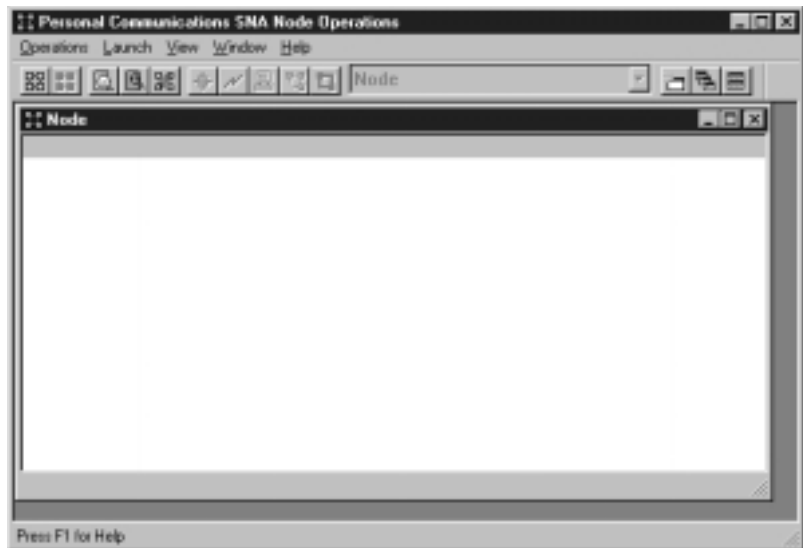 Personal Communications SNA Node Operations
Operations Launch View Window Help
Node
Node
Press F1 for Help